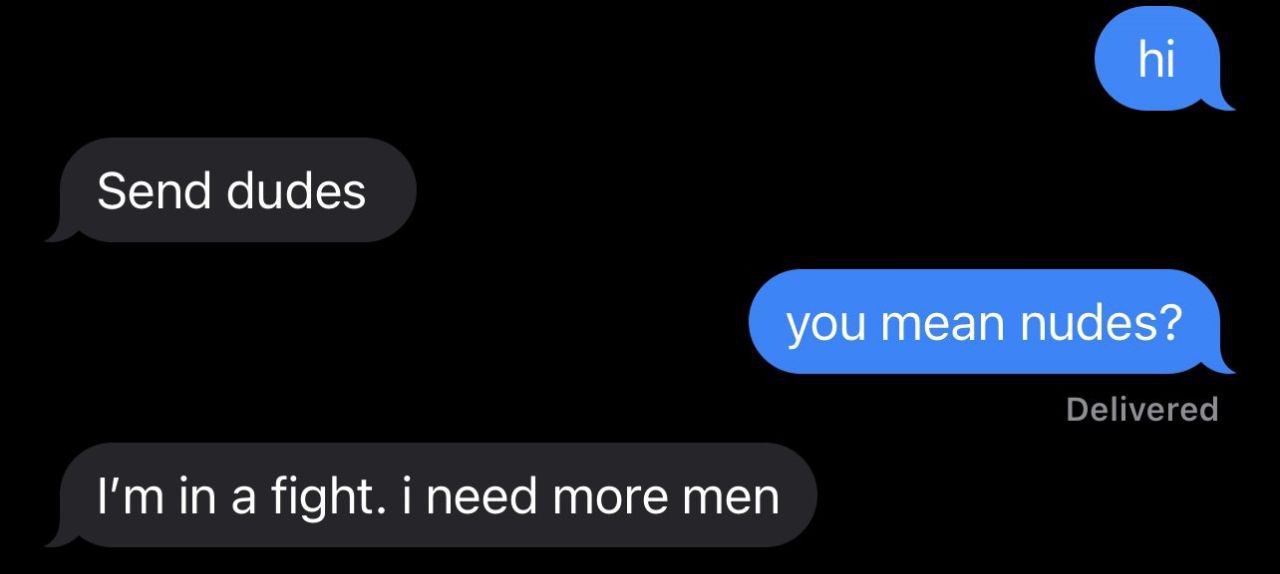 hi
Send dudes
you mean nudes?
Delivered
I’m in a fight. i need more men